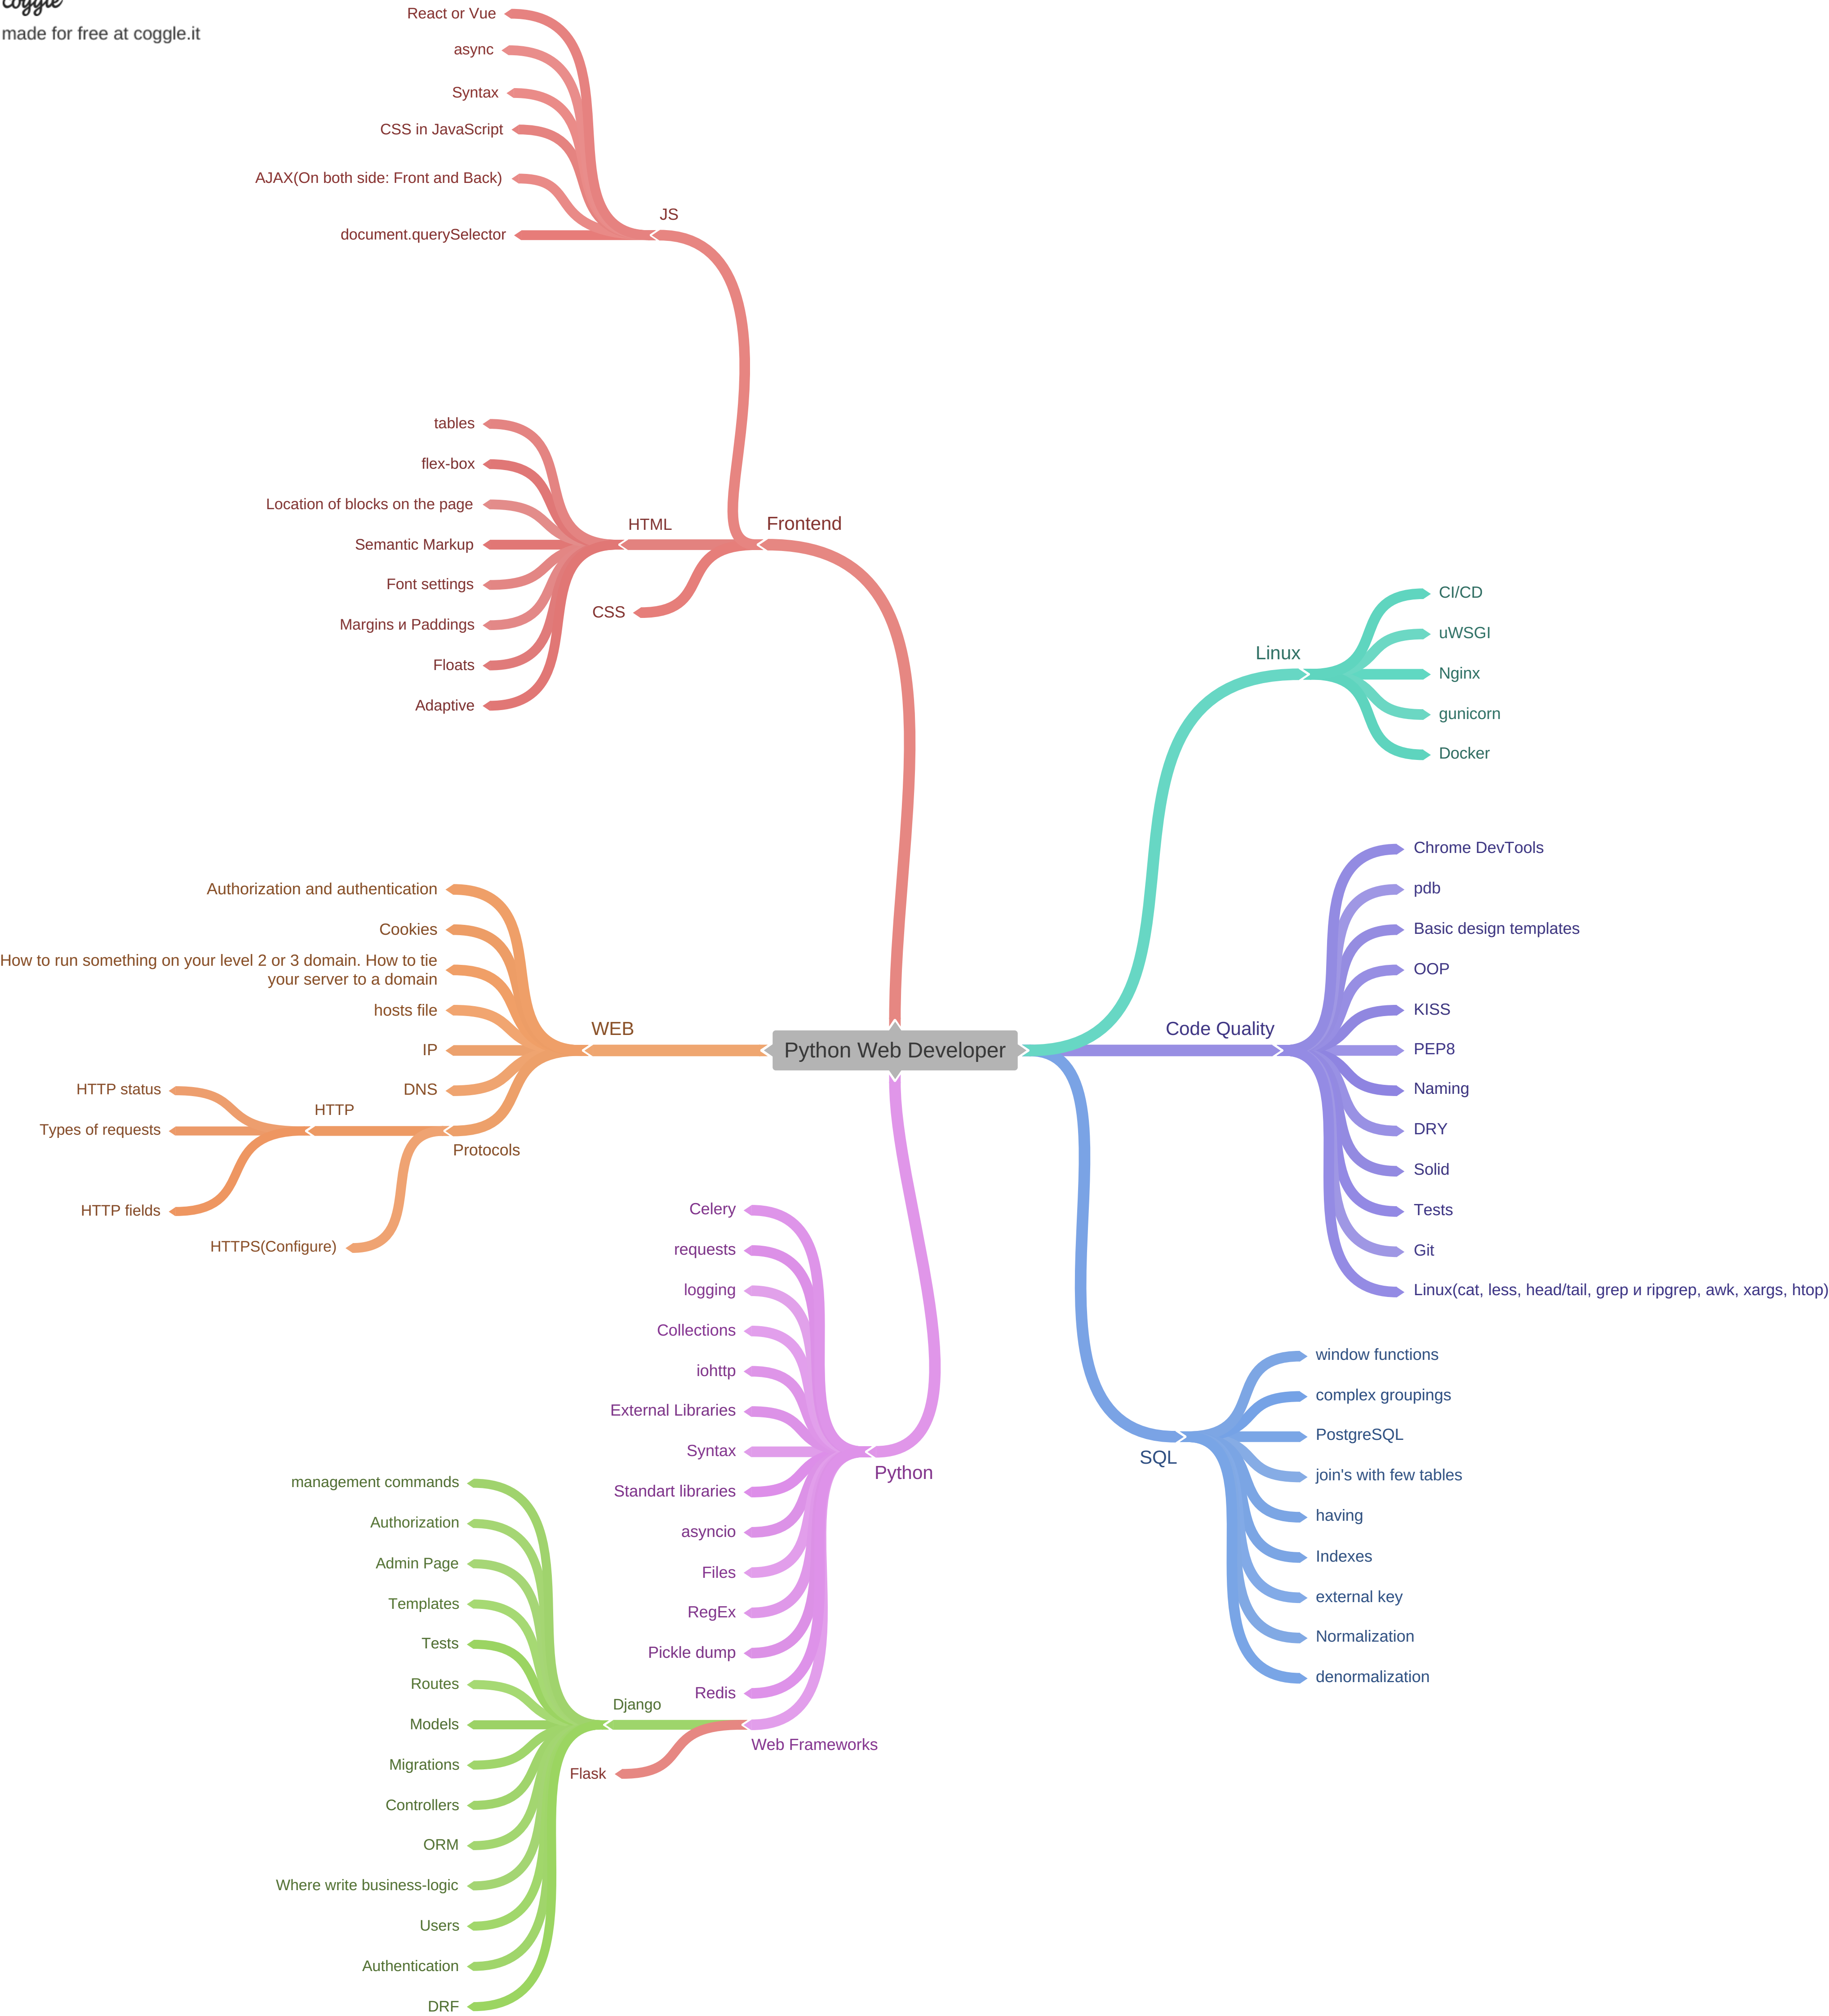 coggle
made for free at coggle.it
React or Vue
async
Syntax
CSS in JavaScript
AJAX(On both side: Front and Back)
document.querySelector
JS
tables
flex-box
Location of blocks on the page
Semantic Markup
Font settings
Margins и Paddings
Floats
Adaptive
HTML
CSS
Frontend
Authorization and authentication
Cookies
How to run something on your level 2 or 3 domain. How to tie
your server to a domain
hosts file
IP
DNS
WEB
HTTP status
Types of requests
HTTP fields
HTTP
Protocols
HTTPS(Configure)
Python Web Developer
Celery
requests
logging
Collections
iohttp
External Libraries
Syntax
Standart libraries
asyncio
Files
RegEx
Pickle dump
Redis
Python
Web Frameworks
Django
Flask
management commands
Authorization
Admin Page
Templates
Tests
Routes
Models
Migrations
Controllers
ORM
Where write business-logic
Users
Authentication
DRF
Linux
CI/CD
uWSGI
Nginx
gunicorn
Docker
Code Quality
Chrome DevTools
pdb
Basic design templates
OOP
KISS
PEP8
Naming
DRY
Solid
Tests
Git
Linux(cat, less, head/tail, grep и ripgrep, awk, xargs, htop)
SQL
window functions
complex groupings
PostgreSQL
join's with few tables
having
Indexes
external key
Normalization
denormalization